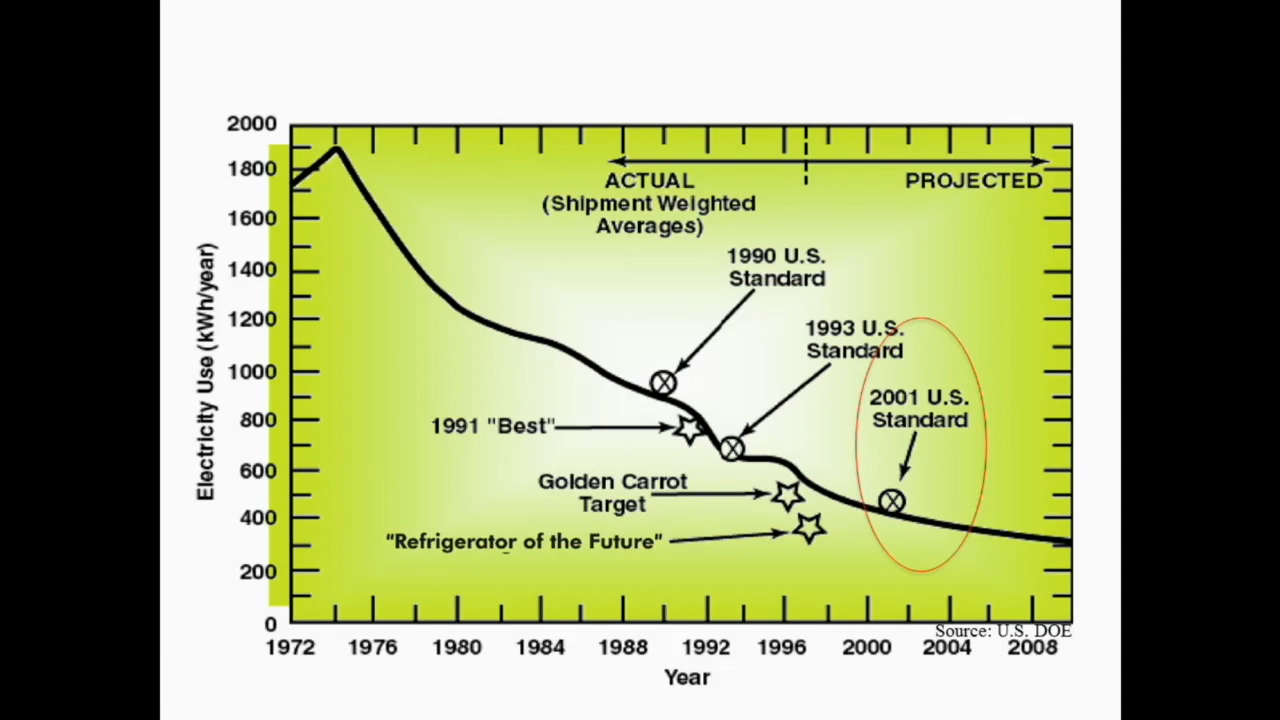 2000
1800
1600
1400
1200
1000
800
600
400
200
0
Electricity Use (kWh/year)
ACTUAL
(Shipment Weighted
Averages)
PROJECTED
1990 U.S.
Standard
1993 U.S.
Standard
2001 U.S.
Standard
1991 "Best"
Golden Carrot
Target
"Refrigerator of the Future"
Source: U.S. DOE
1972 1976 1980 1984 1988 1992 1996 2000 2004 2008
Year